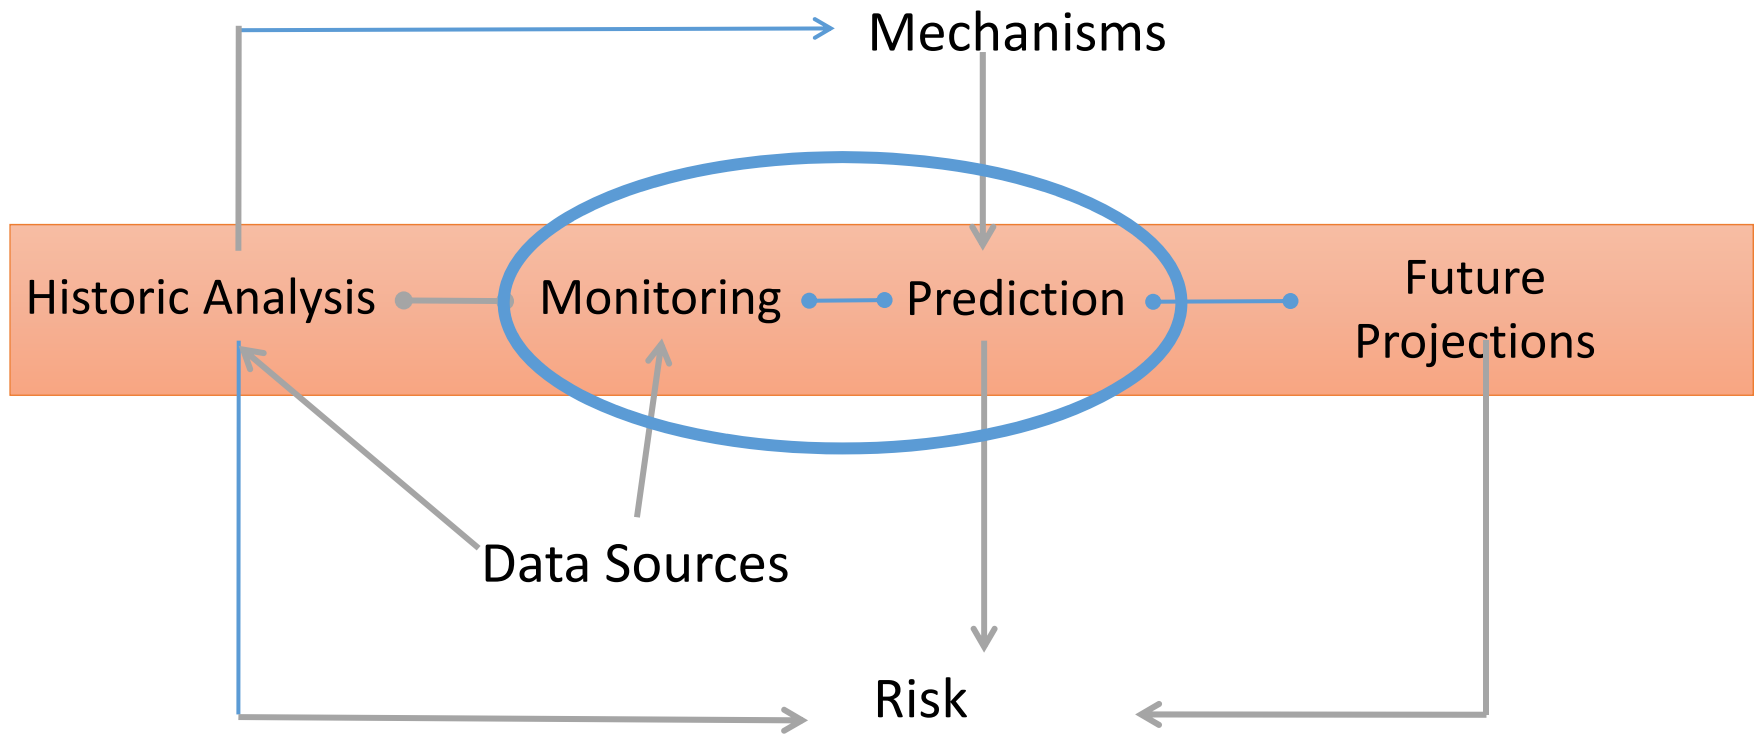 Mechanisms
Historic Analysis
Monitoring
Prediction
Future
Projections
Data Sources
Risk